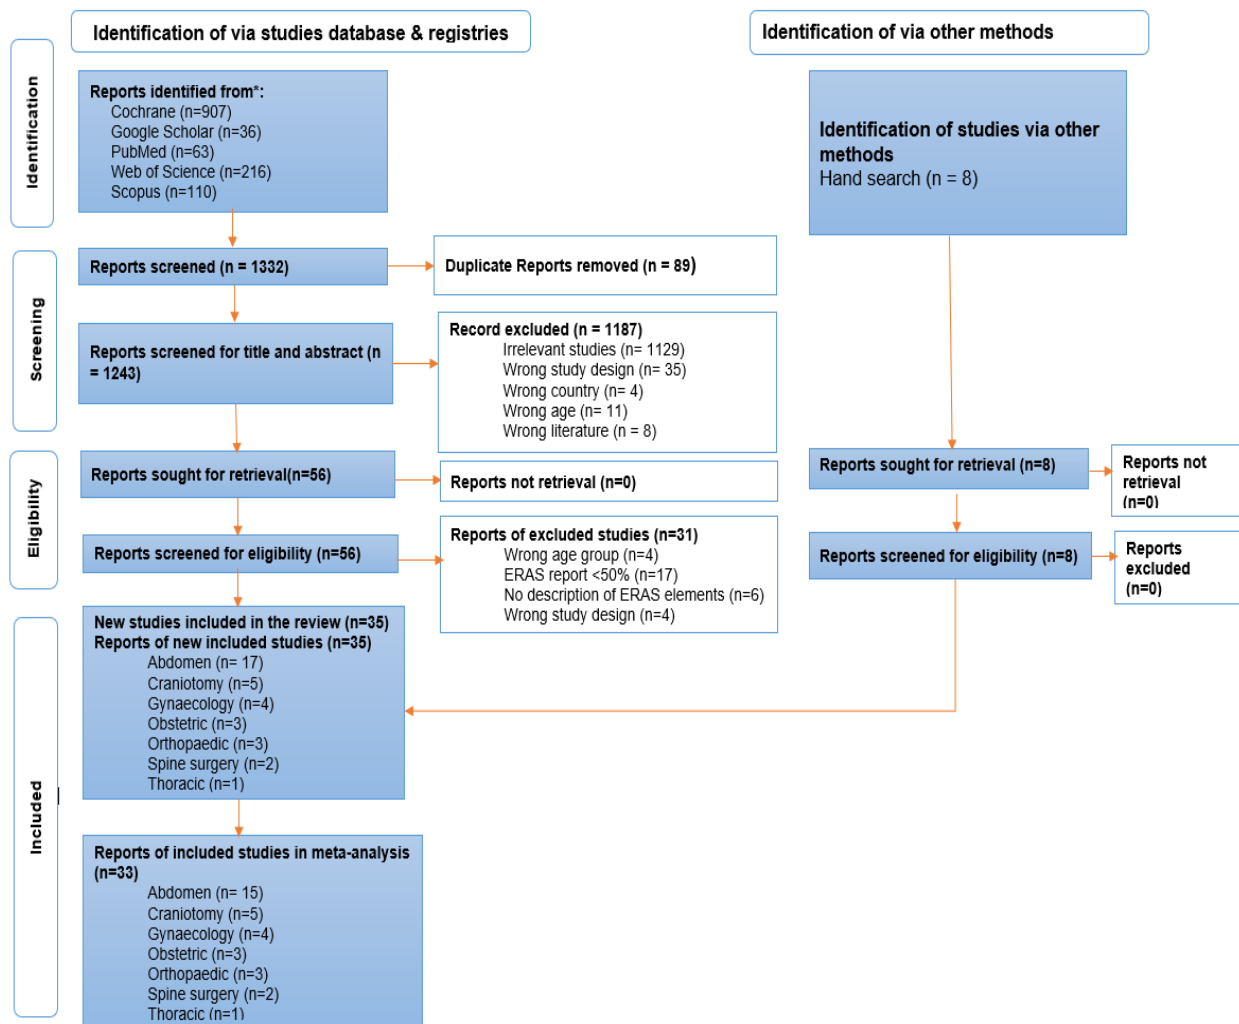 Identification of via studies database & registries
Identification of via other methods
Identification
Reports identified from*:
Cochrane (n=907)
Google Scholar (n=36)
PubMed (n=63)
Web of Science (n=216)
Scopus (n=110)
Identification of studies via other
methods
Hand search (n = 8)
Screening
Reports screened (n = 1332)
Duplicate Reports removed (n = 89)
Reports screened for title and abstract (n
= 1243)
Record excluded (n = 1187)
Irrelevant studies (n= 1129)
Wrong study design (n= 35)
Wrong country (n= 4)
Wrong age (n= 11)
Wrong literature (n = 8)
Eligibility
Reports sought for retrieval(n=56)
Reports not retrieval (n=0)
Reports sought for retrieval (n=8)
Reports not
retrieval
(n=0)
Reports screened for eligibility (n=56)
Reports of excluded studies (n=31)
Wrong age group (n=4)
ERAS report <50% (n=17)
No description of ERAS elements (n=6)
Wrong study design (n=4)
Reports screened for eligibility (n=8)
Reports
excluded
(n=0)
Included
New studies included in the review (n=35)
Reports of new included studies (n=35)
Abdomen (n= 17)
Craniotomy (n=5)
Gynaecology (n=4)
Obstetric (n=3)
Orthopaedic (n=3)
Spine surgery (n=2)
Thoracic (n=1)
Reports of included studies in meta-analysis
(n=33)
Abdomen (n= 15)
Craniotomy (n=5)
Gynaecology (n=4)
Obstetric (n=3)
Orthopaedic (n=3)
Spine surgery (n=2)
Thoracic (n=1)